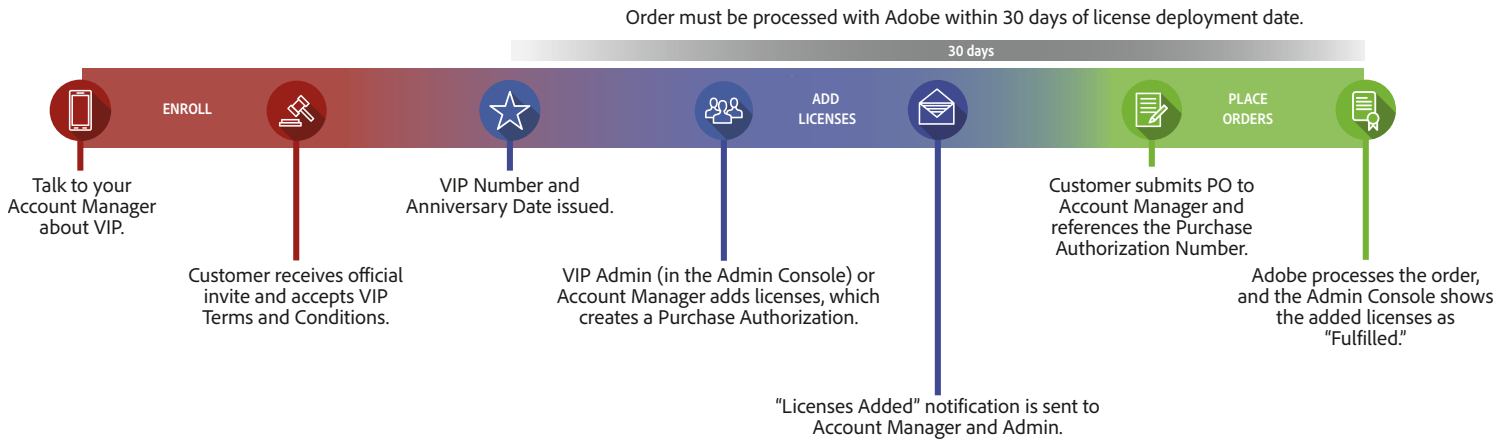 Order must be processed with Adobe within 30 days of license deployment date.
30 days
ENROLL
ADD
LICENSES
PLACE
ORDERS
Talk to your
Account Manager
about VIP.
Customer receives official
invite and accepts VIP
Terms and Conditions.
VIP Number and
Anniversary Date issued.
VIP Admin (in the Admin Console) or
Account Manager adds licenses, which
creates a Purchase Authorization.
“Licenses Added” notification is sent to
Account Manager and Admin.
Customer submits PO to
Account Manager and
references the Purchase
Authorization Number.
Adobe processes the order,
and the Admin Console shows
the added licenses as
“Fulfilled.”